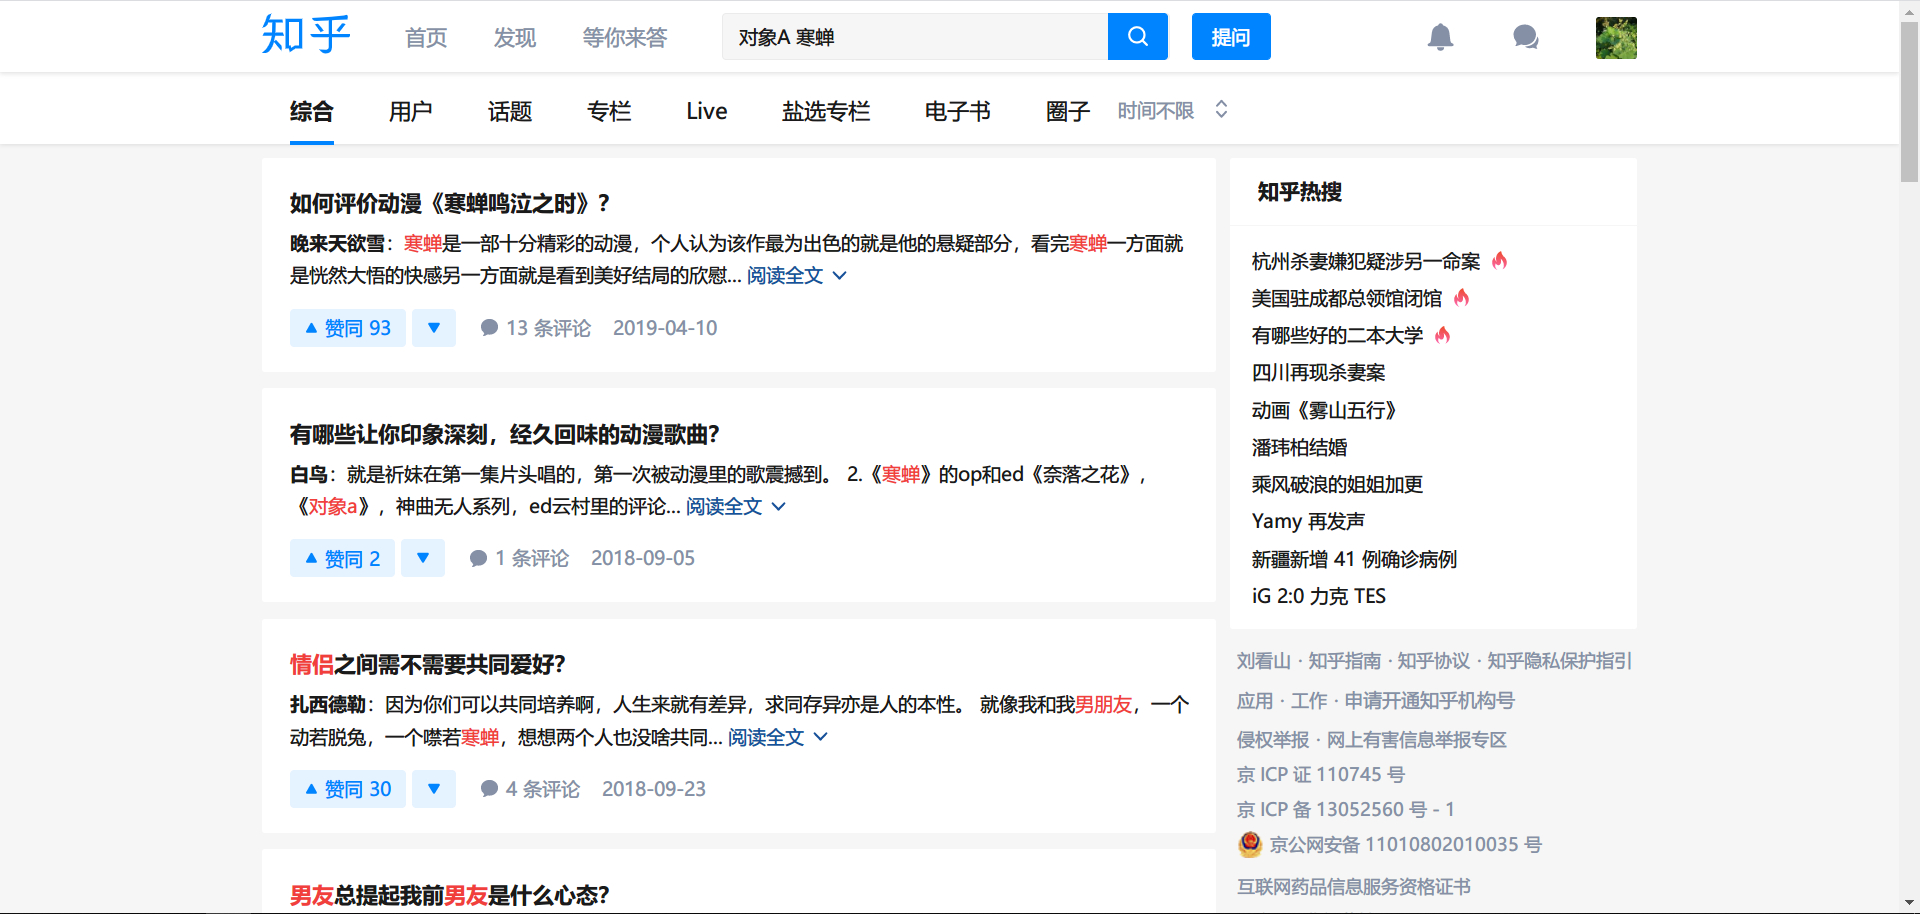 知乎 首页 发现 等你来答 对象A 寒蝉 提问
综合 用户 话题 专栏 Live 盐选专栏 电子书 圈子 时间不限
如何评价动漫《寒蝉鸣泣之时》?
晚来天欲雪：寒蝉是一部十分精彩的动漫，个人认为该作最为出色的就是他的悬疑部分，看完寒蝉一方面就
是恍然大悟的快感另一方面就是看到美好结局的欣慰... 阅读全文
赞同 93 13 条评论 2019-04-10
有哪些让你印象深刻，经久回味的动漫歌曲?
白鸟：就是祈妹在第一集片头唱的，第一次被动漫里的歌震撼到。 2.《寒蝉》的op和ed《奈落之花》,
《对象a》，神曲无人系列，ed云村里的评论... 阅读全文
赞同 2 1 条评论 2018-09-05
情侣之间需不需要共同爱好?
扎西德勒：因为你们可以共同培养啊，人生来就有差异，求同存异亦是人的本性。 就像我和我男朋友，一个
动若脱兔，一个噤若寒蝉，想想两个人也没啥共同... 阅读全文
赞同 30 4 条评论 2018-09-23
男友总提起我前男友是什么心态?
知乎热搜
杭州杀妻嫌犯疑涉另一命案
美国驻成都总领馆闭馆
有哪些好的二本大学
四川再现杀妻案
动画《雾山五行》
潘玮柏结婚
乘风破浪的姐姐加更
Yamy 再发声
新疆新增 41 例确诊病例
iG 2:0 力克 TES
刘看山 · 知乎指南 · 知乎协议 · 知乎隐私保护指引
应用 · 工作 · 申请开通知乎机构号
侵权举报 · 网上有害信息举报专区
京 ICP 证 110745 号
京 ICP 备 13052560 号 - 1
京公网安备 11010802010035 号
互联网药品信息服务资格证书